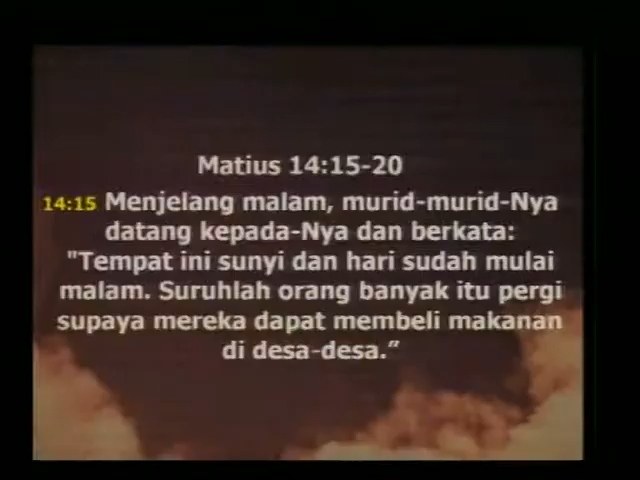 Matius 14:15-20
14:15 Menjelang malam, murid-murid-Nya
datang kepada-Nya dan berkata:
"Tempat ini sunyi dan hari sudah mulai
malam. Suruhlah orang banyak itu pergi
supaya mereka dapat membeli makanan
di desa-desa.”